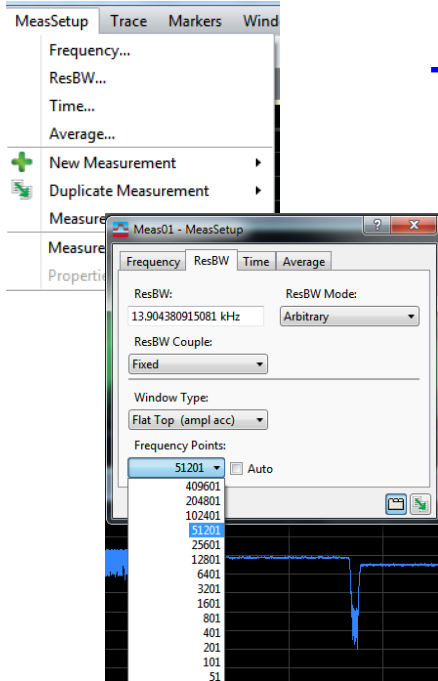 MeasSetup Trace Markers Wind
Frequency...
ResBW...
Time...
Average...
New Measurement
Duplicate Measurement
Measure
Measure
Properti
Meas01 - MeasSetup
Frequency ResBW Time Average
ResBW: ResBW Mode:
13.904380915081 kHz Arbitrary
ResBW Couple:
Fixed
Window Type:
Flat Top (ampl acc)
Frequency Points:
51201 Auto
409601
204801
102401
51201
25601
12801
6401
3201
1601
801
401
201
101
51